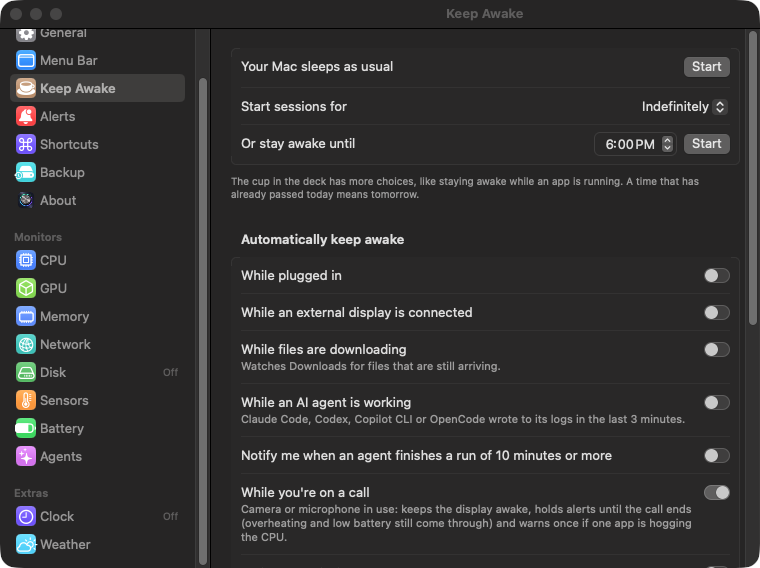 Keep Awake
General
Menu Bar
Keep Awake
Alerts
Shortcuts
Backup
About
Monitors
CPU
GPU
Memory
Network
Disk Off
Sensors
Battery
Agents
Extras
Clock Off
Weather
Your Mac sleeps as usual Start
Start sessions for Indefinitely
Or stay awake until 6:00 PM Start
The cup in the deck has more choices, like staying awake while an app is running. A time that has
already passed today means tomorrow.
Automatically keep awake
While plugged in
While an external display is connected
While files are downloading
Watches Downloads for files that are still arriving.
While an AI agent is working
Claude Code, Codex, Copilot CLI or OpenCode wrote to its logs in the last 3 minutes.
Notify me when an agent finishes a run of 10 minutes or more
While you're on a call
Camera or microphone in use: keeps the display awake, holds alerts until the call ends
(overheating and low battery still come through) and warns once if one app is hogging
the CPU.